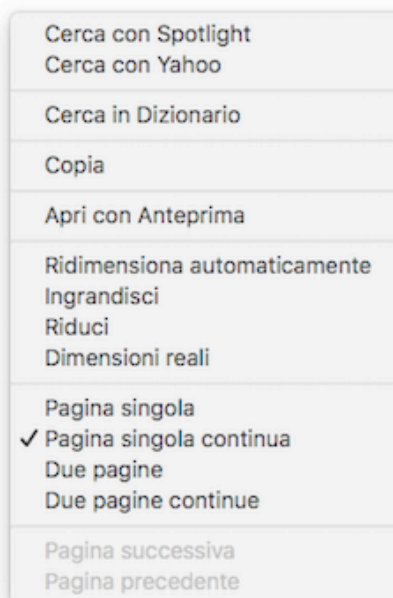 Cerca con Spotlight
Cerca con Yahoo
Cerca in Dizionario
Copia
Apri con Anteprima
Ridimensiona automaticamente
Ingrandisci
Riduci
Dimensioni reali
Pagina singola
✓ Pagina singola continua
Due pagine
Due pagine continue
Pagina successiva
Pagina precedente